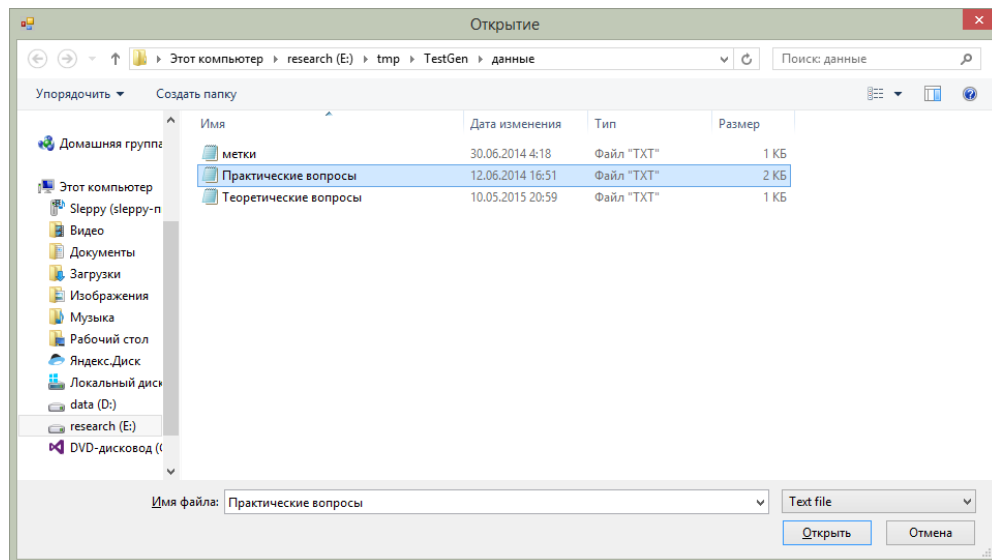 Открытие
Этот компьютер research (E:) tmp TestGen данные Поиск: данные
Упорядочить Создать папку
Имя Дата изменения Тип Размер
Домашняя группа
метки 30.06.2014 4:18 Файл "TXT" 1 КБ
Практические вопросы 12.06.2014 16:51 Файл "TXT" 2 КБ
Этот компьютер
Теоретические вопросы 10.05.2015 20:59 Файл "TXT" 1 КБ
Sleppy (sleppy-п
Видео
Документы
Загрузки
Изображения
Музыка
Рабочий стол
Яндекс.Диск
Локальный диск
data (D:)
research (E:)
DVD-дисковод (
Имя файла: Практические вопросы Text file
Открыть Отмена